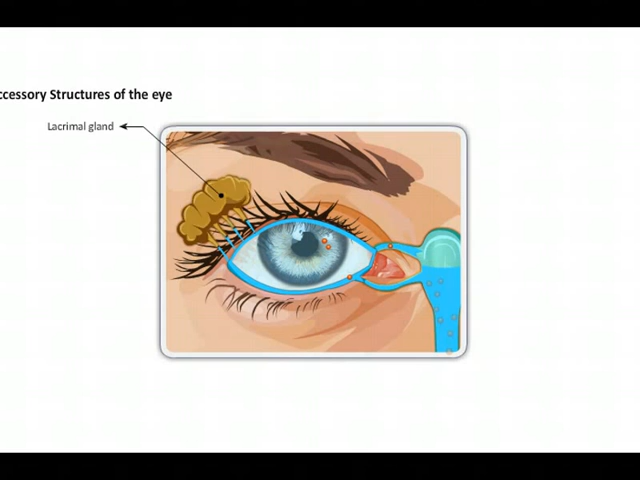 ccessory Structures of the eye
Lacrimal gland